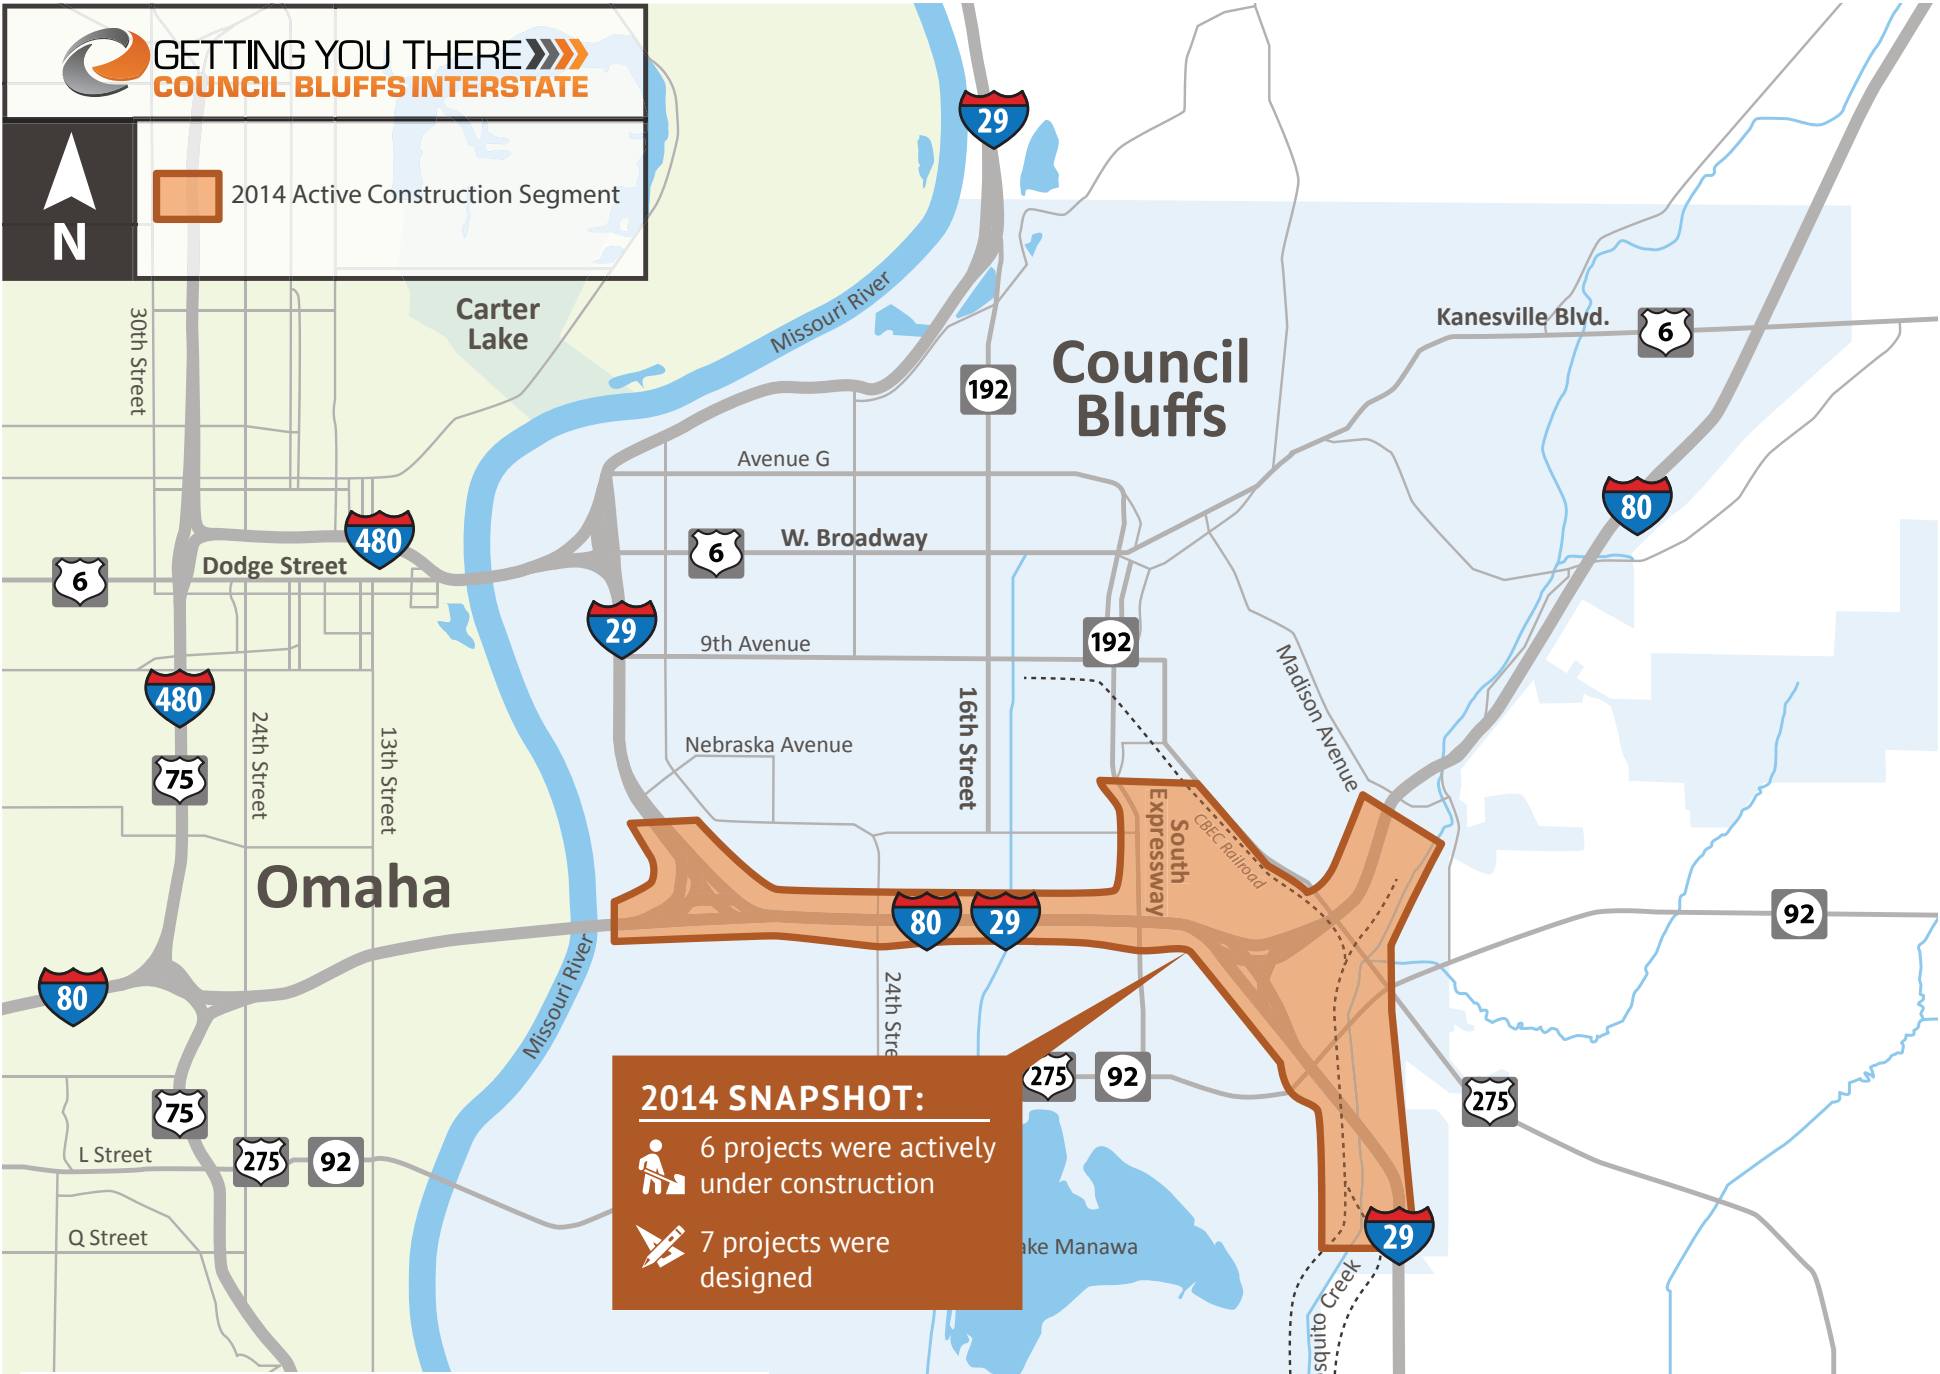 GETTING YOU THERE
COUNCIL BLUFFS INTERSTATE
N
2014 Active Construction Segment
29
30th Street
Carter
Lake
Missouri River
192
Council
Bluffs
Kanesville Blvd.
6
Avenue G
80
480
6
W. Broadway
Dodge Street
6
29
9th Avenue
192
480
Madison Avenue
24th Street
13th Street
75
Nebraska Avenue
16th Street
South
Expressway
CBEC Railroad
Omaha
80
29
92
80
Missouri River
24th Stre
275
92
275
75
2014 SNAPSHOT:
6 projects were actively
under construction
7 projects were
designed
L Street
275
92
Q Street
ake Manawa
29
squito Creek